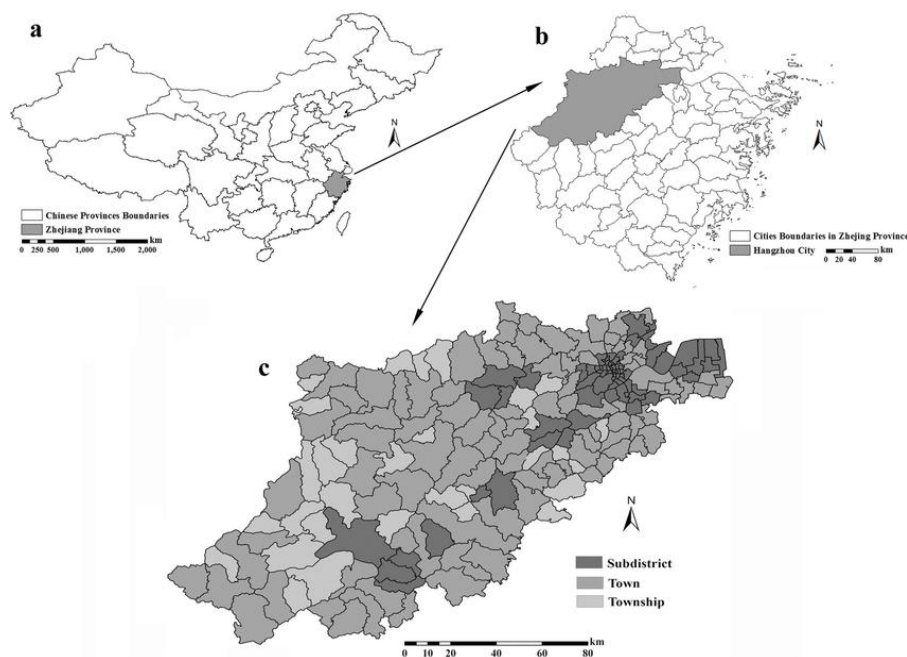 a
N
Chinese Provinces Boundaries
Zhejiang Province
km
0 250 500 1,000 1,500 2,000
b
N
Cities Boundaries in Zhejing Province
Hangzhou City
km
0 20 40 80
c
N
Subdistrict
Town
Township
km
0 10 20 40 60 80